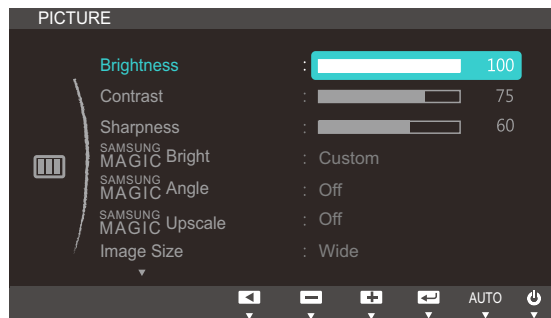 PICTURE
Brightness : 100
Contrast : 75
Sharpness : 60
SAMSUNG MAGIC Bright : Custom
SAMSUNG MAGIC Angle : Off
SAMSUNG MAGIC Upscale : Off
Image Size : Wide
AUTO